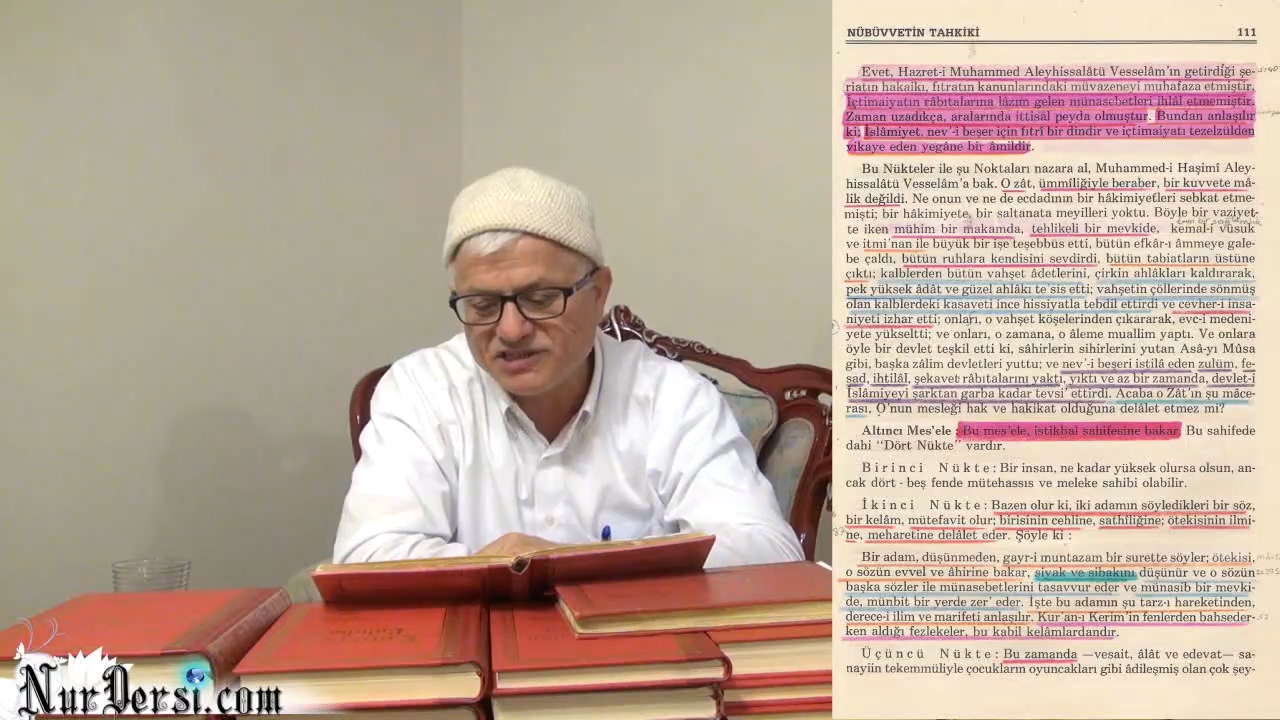 NÜBÜVVETİN TAHKİKİ 111
Evet, Hazret-i Muhammed Aleyhissalâtü Vesselâm'ın getirdiği şe-
riatın hakaiki, fıtratın kanunlarındaki müvazeneyi muhafaza etmiştir.
İçtimaiyatın râbıtalarına lâzım gelen münasebetleri ihlâl etmemiştir.
Zaman uzadıkça, aralarında ittisâl peyda olmuştur. Bundan anlaşılır
ki; İslâmiyet, nev'-i beşer için fıtrî bir dindir ve içtimaiyatı tezelzülden
vikaye eden yegâne bir âmildir.
Bu Nükteler ile şu Noktaları nazara al, Muhammed-i Haşimî Aley-
hissalâtü Vesselâm'a bak. O zât, ümmîliğiyle beraber, bir kuvvete mâ-
lik değildi. Ne onun ve ne de ecdadının bir hâkimiyetleri sebkat etme-
mişti; bir hâkimiyete, bir saltanata meyilleri yoktu. Böyle bir vaziyet-
te iken mühim bir makamda, tehlikeli bir mevkide, kemal-i vüsuk
ve itmi'nan ile büyük bir işe teşebbüs etti, bütün efkâr-ı âmmeye gale-
be çaldı, bütün ruhlara kendisini sevdirdi, bütün tabiatların üstüne
çıktı; kalblerden bütün vahşet âdetlerini, çirkin ahlâkları kaldırarak,
pek yüksek âdât ve güzel ahlâkı te'sis etti; vahşetin çöllerinde sönmüş
olan kalblerdeki kasaveti ince hissiyatla tebdil ettirdi ve cevher-i insa-
niyeti izhar etti; onları, o vahşet köşelerinden çıkararak, evc-i medeni-
yete yükseltti; ve onları, o zamana, o âleme muallim yaptı. Ve onlara
öyle bir devlet teşkil etti ki, sâhirlerin sihirlerini yutan Asâ-yı Mûsa
gibi, başka zâlim devletleri yuttu; ve nev'-i beşeri istilâ eden zulüm, fe-
sad, ihtilâl, şekavet râbıtalarını yaktı, yıktı ve az bir zamanda, devlet-i
İslâmiyeyi şarktan garba kadar tevsi' ettirdi. Acaba o Zât'ın şu mâce-
rası, O'nun mesleği hak ve hakikat olduğuna delâlet etmez mi?
Altıncı Mes'ele : Bu mes'ele, istikbal sahifesine bakar. Bu sahifede
dahi "Dört Nükte" vardır.
Birinci Nükte: Bir insan, ne kadar yüksek olursa olsun, an-
cak dört - beş fende mütehassıs ve meleke sahibi olabilir.
İkinci Nükte: Bazen olur ki, iki adamın söyledikleri bir söz,
bir kelâm, mütefavit olur; birisinin cehline, sathîliğine; ötekisinin ilmi-
ne, meharetine delâlet eder. Şöyle ki :
Bir adam, düşünmeden, gayr-i muntazam bir surette söyler; ötekisi,
o sözün evvel ve âhirine bakar, siyak ve sibakını düşünür ve o sözün
başka sözler ile münasebetlerini tasavvur eder ve münasib bir mevki-
de, münbit bir yerde zer' eder. İşte bu adamın şu tarz-ı hareketinden,
derece-i ilim ve marifeti anlaşılır. Kur'an-ı Kerim'in fenlerden bahseder-
ken aldığı fezlekeler, bu kabil kelâmlardandır.
Üçüncü Nükte: Bu zamanda —vesait, âlât ve edevat— sa-
nayiin tekemmülüyle çocukların oyuncakları gibi âdileşmiş olan çok şey-
NurDersi.com